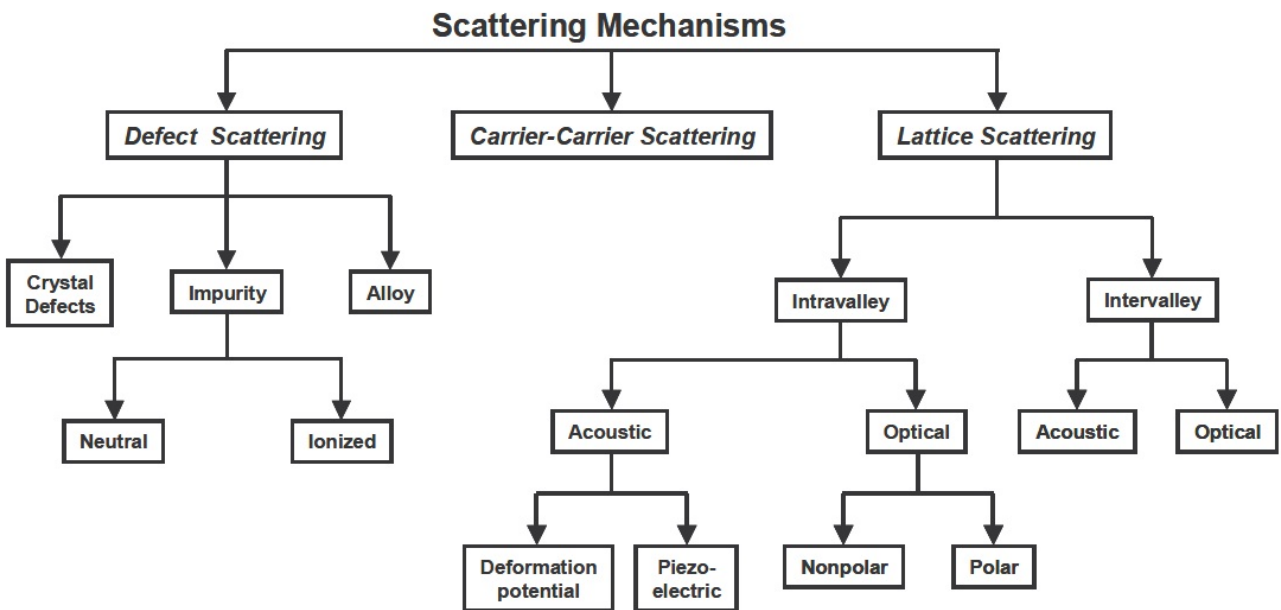 Scattering Mechanisms
Defect Scattering
Carrier-Carrier Scattering
Lattice Scattering
Crystal
Defects
Impurity
Alloy
Intravalley
Intervalley
Neutral
Ionized
Acoustic
Optical
Acoustic
Optical
Deformation
potential
Piezo-
electric
Nonpolar
Polar